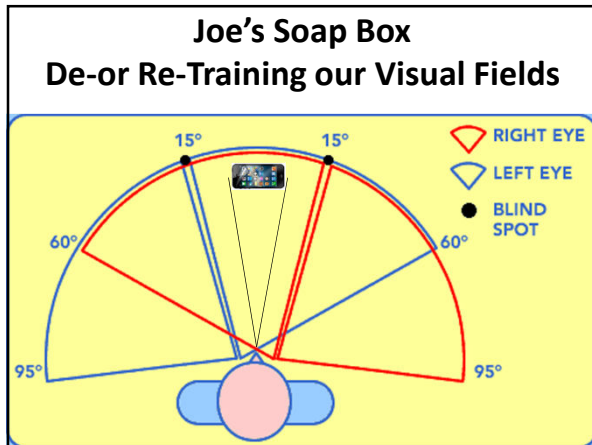 Joe's Soap Box
De-or Re-Training our Visual Fields
15°
15°
RIGHT EYE
LEFT EYE
BLIND
SPOT
60°
60°
95°
95°